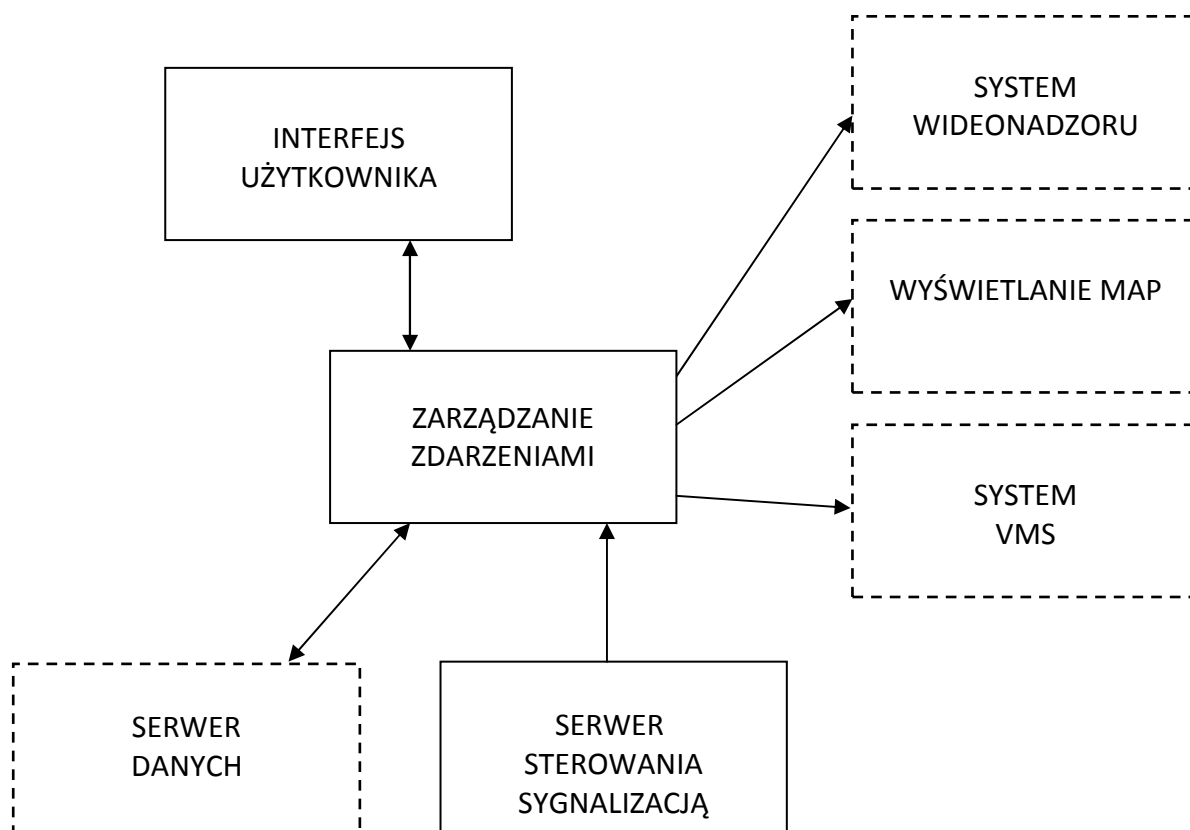 SYSTEM
WIDEONADZORU
INTERFEJS
UŻYTKOWNIKA
WYŚWIETLANIE MAP
ZARZĄDZANIE
ZDARZENIAMI
SYSTEM
VMS
SERWER
DANYCH
SERWER
STEROWANIA
SYGNALIZACJĄ